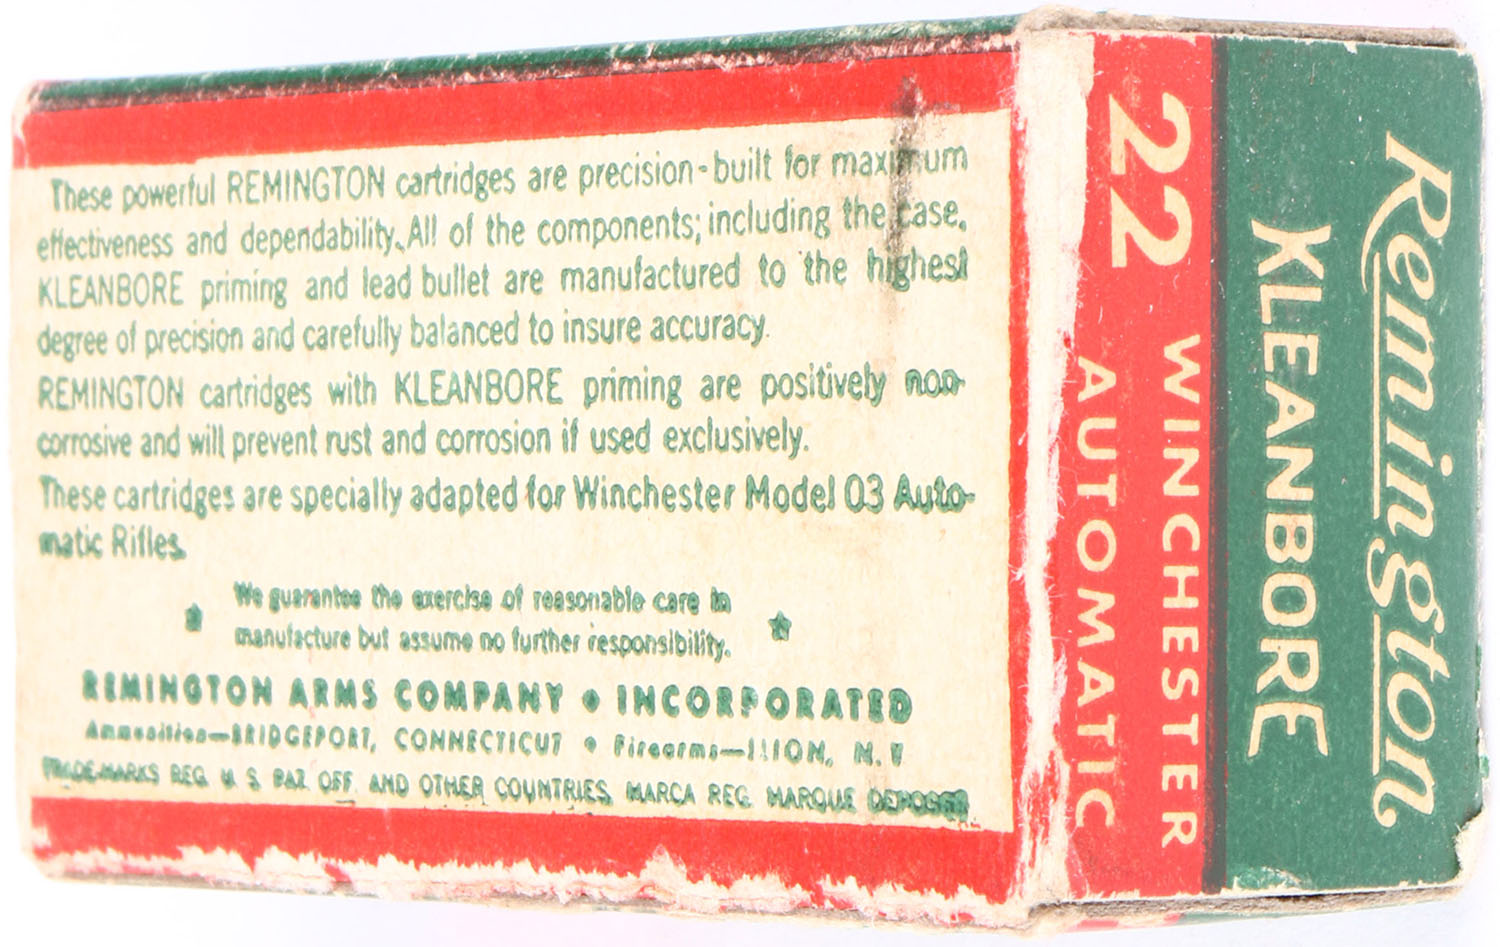 These powerful REMINGTON cartridges are precision-built for maximum
effectiveness and dependability. All of the components; including the case,
KLEANBORE priming and lead bullet are manufactured to the highest
degree of precision and carefully balanced to insure accuracy.
REMINGTON cartridges with KLEANBORE priming are positively non-
corrosive and will prevent rust and corrosion if used exclusively.
These cartridges are specially adapted for Winchester Model 03 Auto-
matic Rifles.
We guarantee the exercise of reasonable care in
manufacture but assume no further responsibility.
REMINGTON ARMS COMPANY • INCORPORATED
Ammunition—BRIDGEPORT, CONNECTICUT • Firearms—ILION, N.Y
TRADE-MARKS REG. U. S. PAT. OFF. AND OTHER COUNTRIES, MARCA REG. MARQUE DEPOSEE
Remington
KLEANBORE
22 WINCHESTER
AUTOMATIC